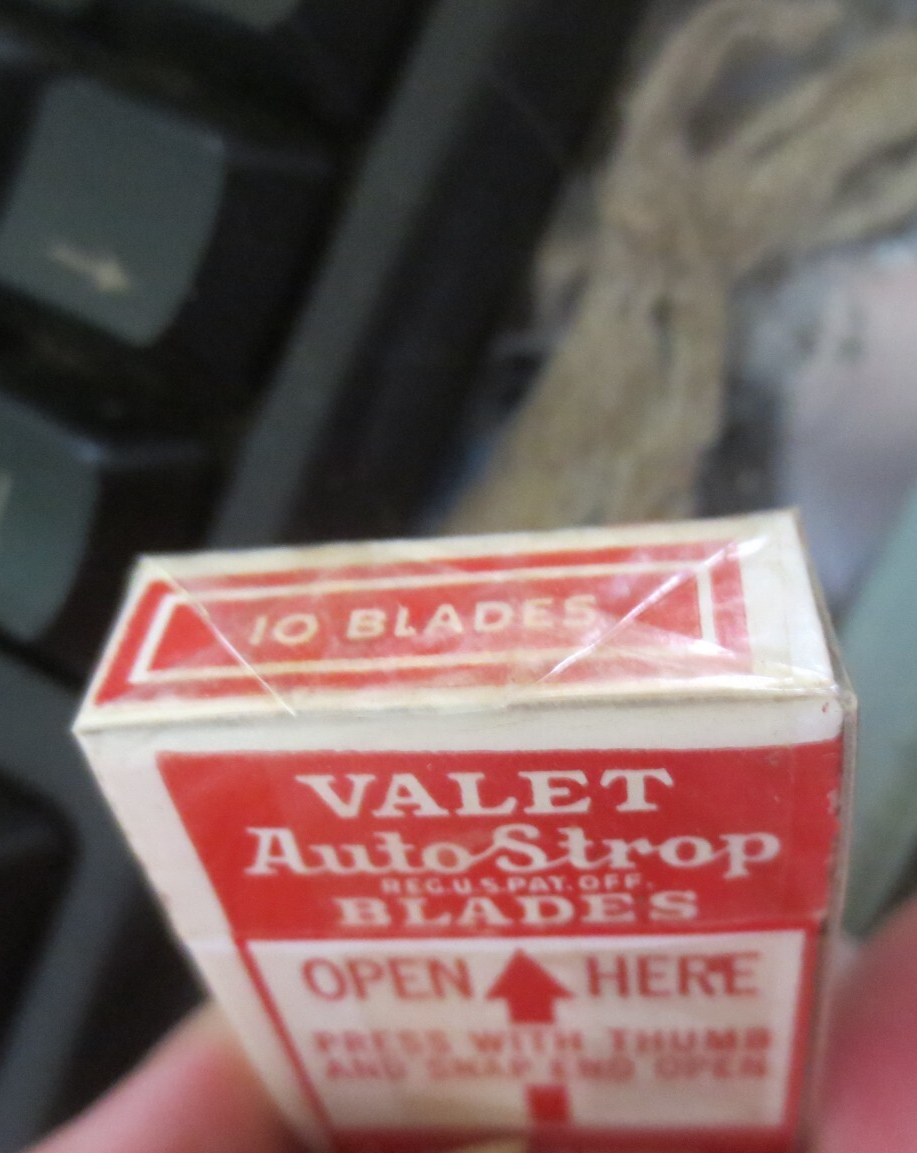 10 BLADES
VALET
AutoStrop
REG.U.S.PAT.OFF.
BLADES
OPEN HERE
PRESS WITH THUMB
AND SNAP END OPEN